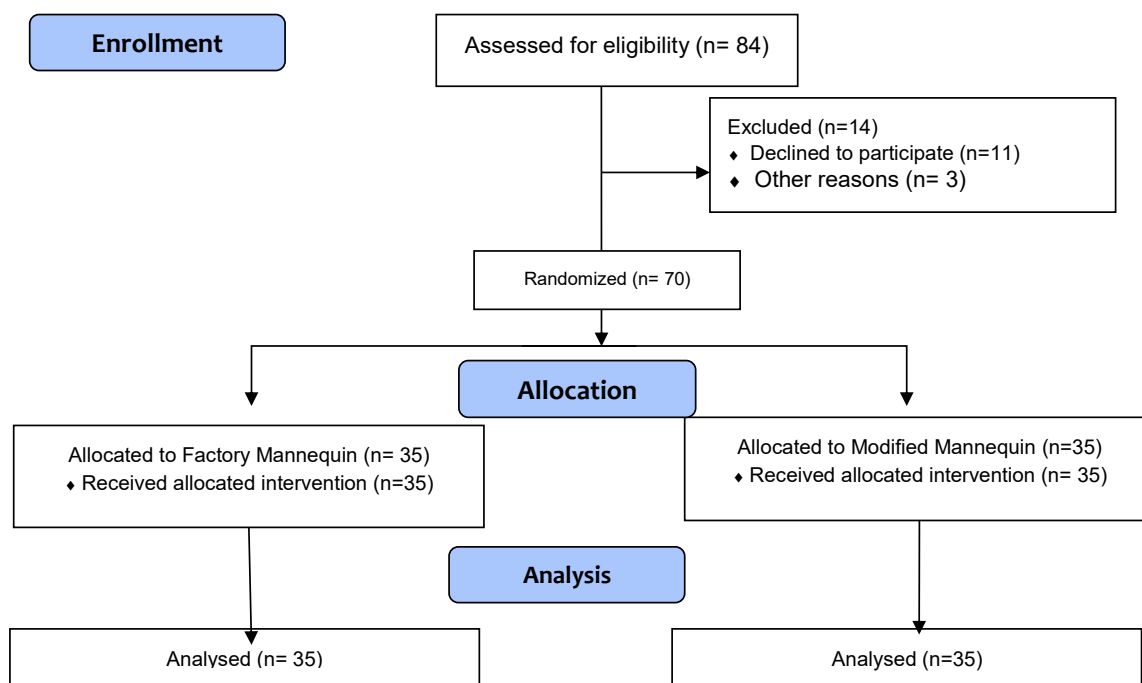 Enrollment
Assessed for eligibility (n= 84)
Excluded (n=14)
♦ Declined to participate (n=11)
♦ Other reasons (n= 3)
Randomized (n= 70)
Allocation
Allocated to Factory Mannequin (n= 35)
♦ Received allocated intervention (n=35)
Allocated to Modified Mannequin (n=35)
♦ Received allocated intervention (n= 35)
Analysis
Analysed (n= 35)
Analysed (n=35)